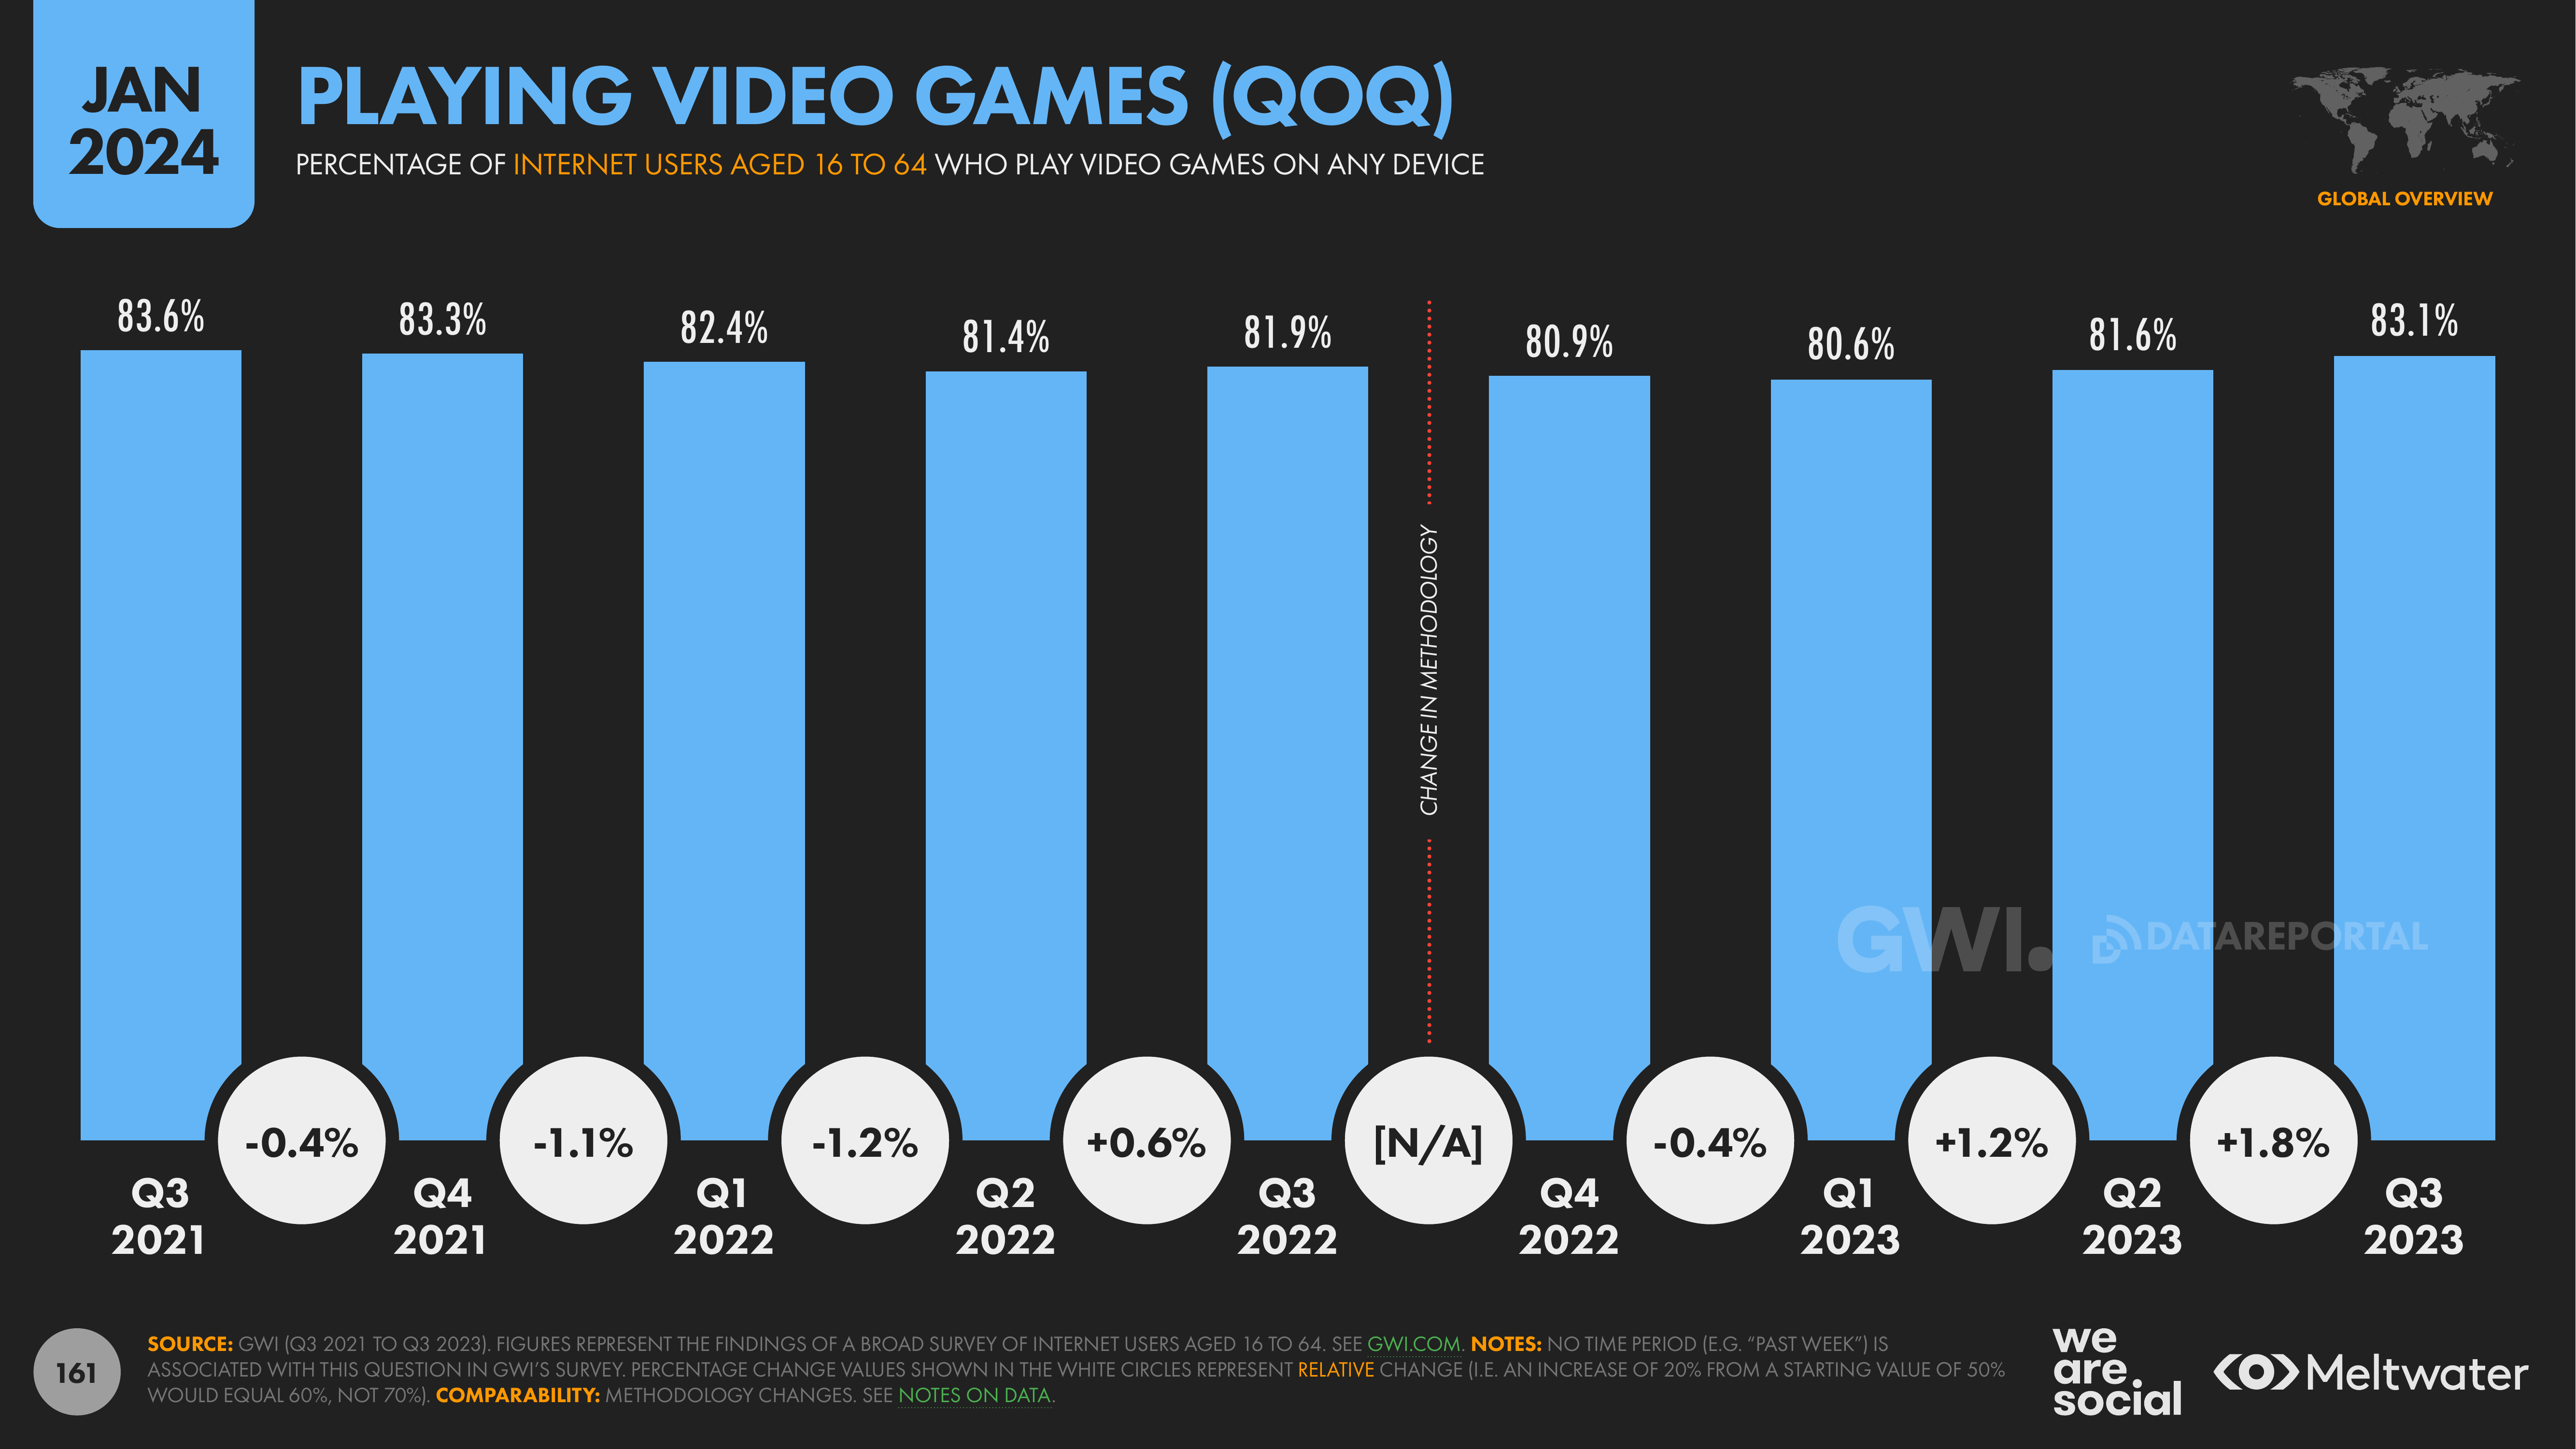 JAN
2024
PLAYING VIDEO GAMES (QOQ)
PERCENTAGE OF INTERNET USERS AGED 16 TO 64 WHO PLAY VIDEO GAMES ON ANY DEVICE
GLOBAL OVERVIEW
83.6%
83.3%
82.4%
81.4%
81.9%
80.9%
80.6%
81.6%
83.1%
CHANGE IN METHODOLOGY
GWI.
DATAREPORTAL
-0.4%
-1.1%
-1.2%
+0.6%
[N/A]
-0.4%
+1.2%
+1.8%
Q3
2021
Q4
2021
Q1
2022
Q2
2022
Q3
2022
Q4
2022
Q1
2023
Q2
2023
Q3
2023
161
SOURCE: GWI (Q3 2021 TO Q3 2023). FIGURES REPRESENT THE FINDINGS OF A BROAD SURVEY OF INTERNET USERS AGED 16 TO 64. SEE GWI.COM. NOTES: NO TIME PERIOD (E.G. “PAST WEEK”) IS
ASSOCIATED WITH THIS QUESTION IN GWI’S SURVEY. PERCENTAGE CHANGE VALUES SHOWN IN THE WHITE CIRCLES REPRESENT RELATIVE CHANGE (I.E. AN INCREASE OF 20% FROM A STARTING VALUE OF 50%
WOULD EQUAL 60%, NOT 70%). COMPARABILITY: METHODOLOGY CHANGES. SEE NOTES ON DATA.
we
are
social
Meltwater